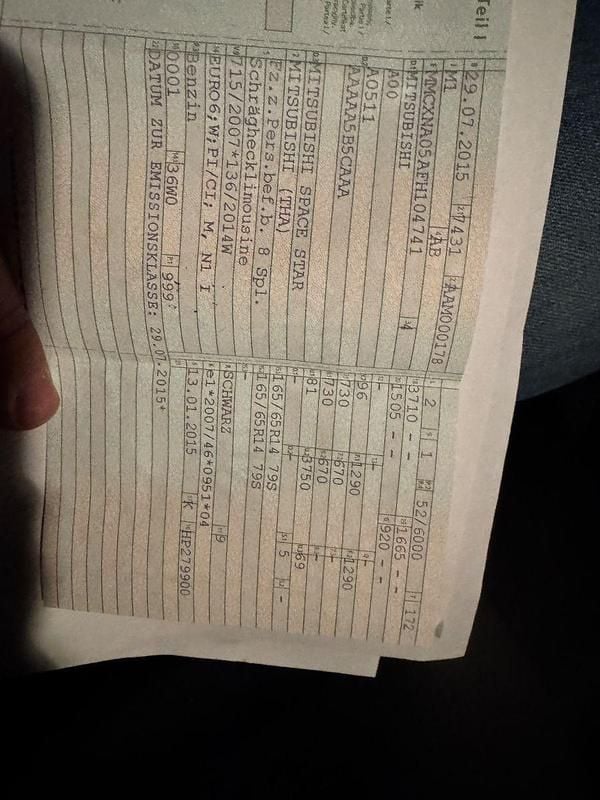 Teil I
29.07.2015 7431 AAM000178
M1 AB
MMCXNA05AFH104741 4
MITSUBISHI
A00
A0511
AAAAA5B5CAAA
MITSUBISHI SPACE STAR
MITSUBISHI (THA)
Fz.z.Pers.bef.b. 8 Spl.
Schräghecklimousine
715/2007*136/2014W
EURO6;W;PI/CI; M, N1 I
Benzin
0001 36W0 999
DATUM ZUR EMISSIONSKLASSE: 29.07.2015*
2 1 52/6000 172
3710 - - 1665 - -
1505 - - 920 - -
96 -
730 1290 1290
730 670
81 670
- 3750 69
165/65R14 79S 5 -
165/65R14 79S
-
SCHWARZ 9
e1*2007/46*0951*04
13.01.2015 K HP279900